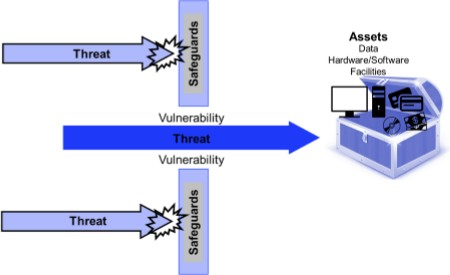 Threat
Safeguards
Assets
Data
Hardware/Software
Facilities
Vulnerability
Threat
Vulnerability
Threat
Safeguards